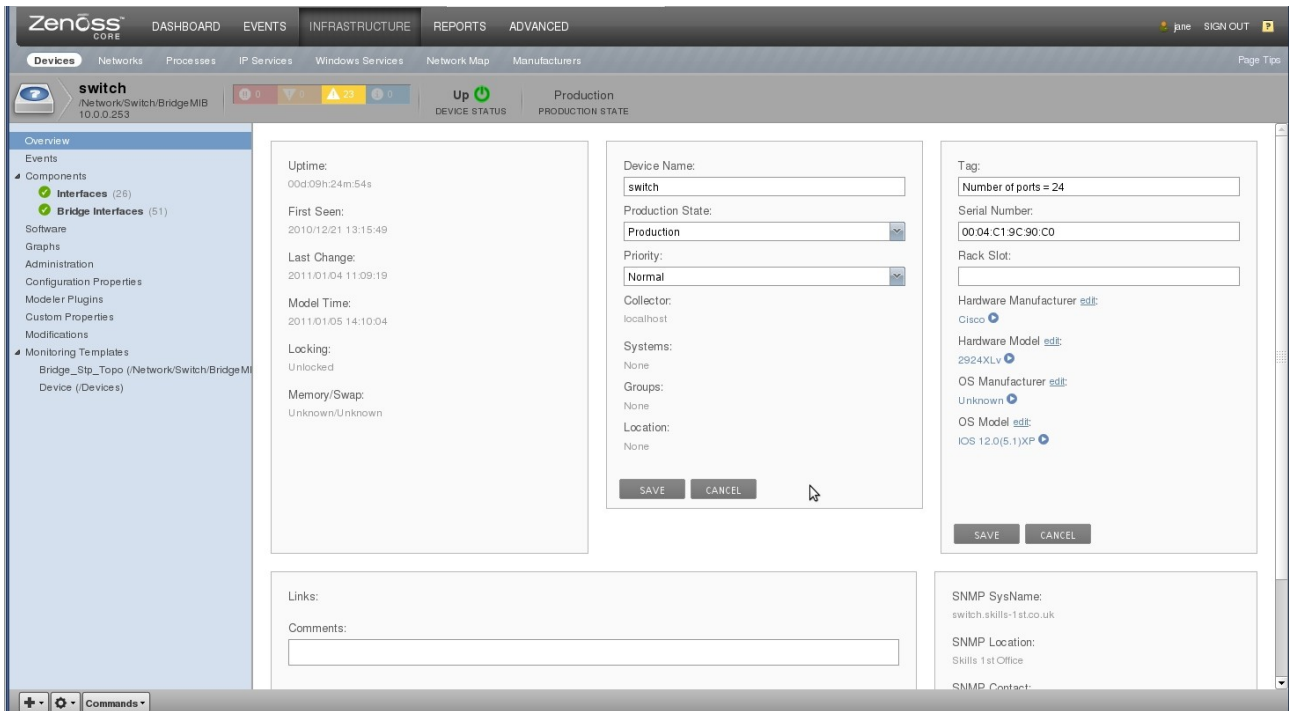 Zenoss CORE DASHBOARD EVENTS INFRASTRUCTURE REPORTS ADVANCED jane SIGN OUT ?
Devices Networks Processes IP Services Windows Services Network Map Manufacturers Page Tips
switch
/Network/Switch/BridgeMIB
10.0.0.253
0 0 23 0
Up
DEVICE STATUS
Production
PRODUCTION STATE
Overview
Events
Components
Interfaces (26)
Bridge Interfaces (51)
Software
Graphs
Administration
Configuration Properties
Modeler Plugins
Custom Properties
Modifications
Monitoring Templates
Bridge_Stp_Topo (/Network/Switch/BridgeMI
Device (/Devices)
Uptime:
00d:09h:24m:54s
First Seen:
2010/12/21 13:15:49
Last Change:
2011/01/04 11:09:19
Model Time:
2011/01/05 14:10:04
Locking:
Unlocked
Memory/Swap:
Unknown/Unknown
Device Name:
switch
Production State:
Production
Priority:
Normal
Collector:
localhost
Systems:
None
Groups:
None
Location:
None
SAVE CANCEL
Tag:
Number of ports = 24
Serial Number:
00:04:C1:9C:90:C0
Rack Slot:
Hardware Manufacturer edit:
Cisco
Hardware Model edit:
2924XLv
OS Manufacturer edit:
Unknown
OS Model edit:
IOS 12.0(5.1)XP
SAVE CANCEL
Links:
Comments:
SNMP SysName:
switch.skills-1st.co.uk
SNMP Location:
Skills 1st Office
SNMP Contact:
Commands